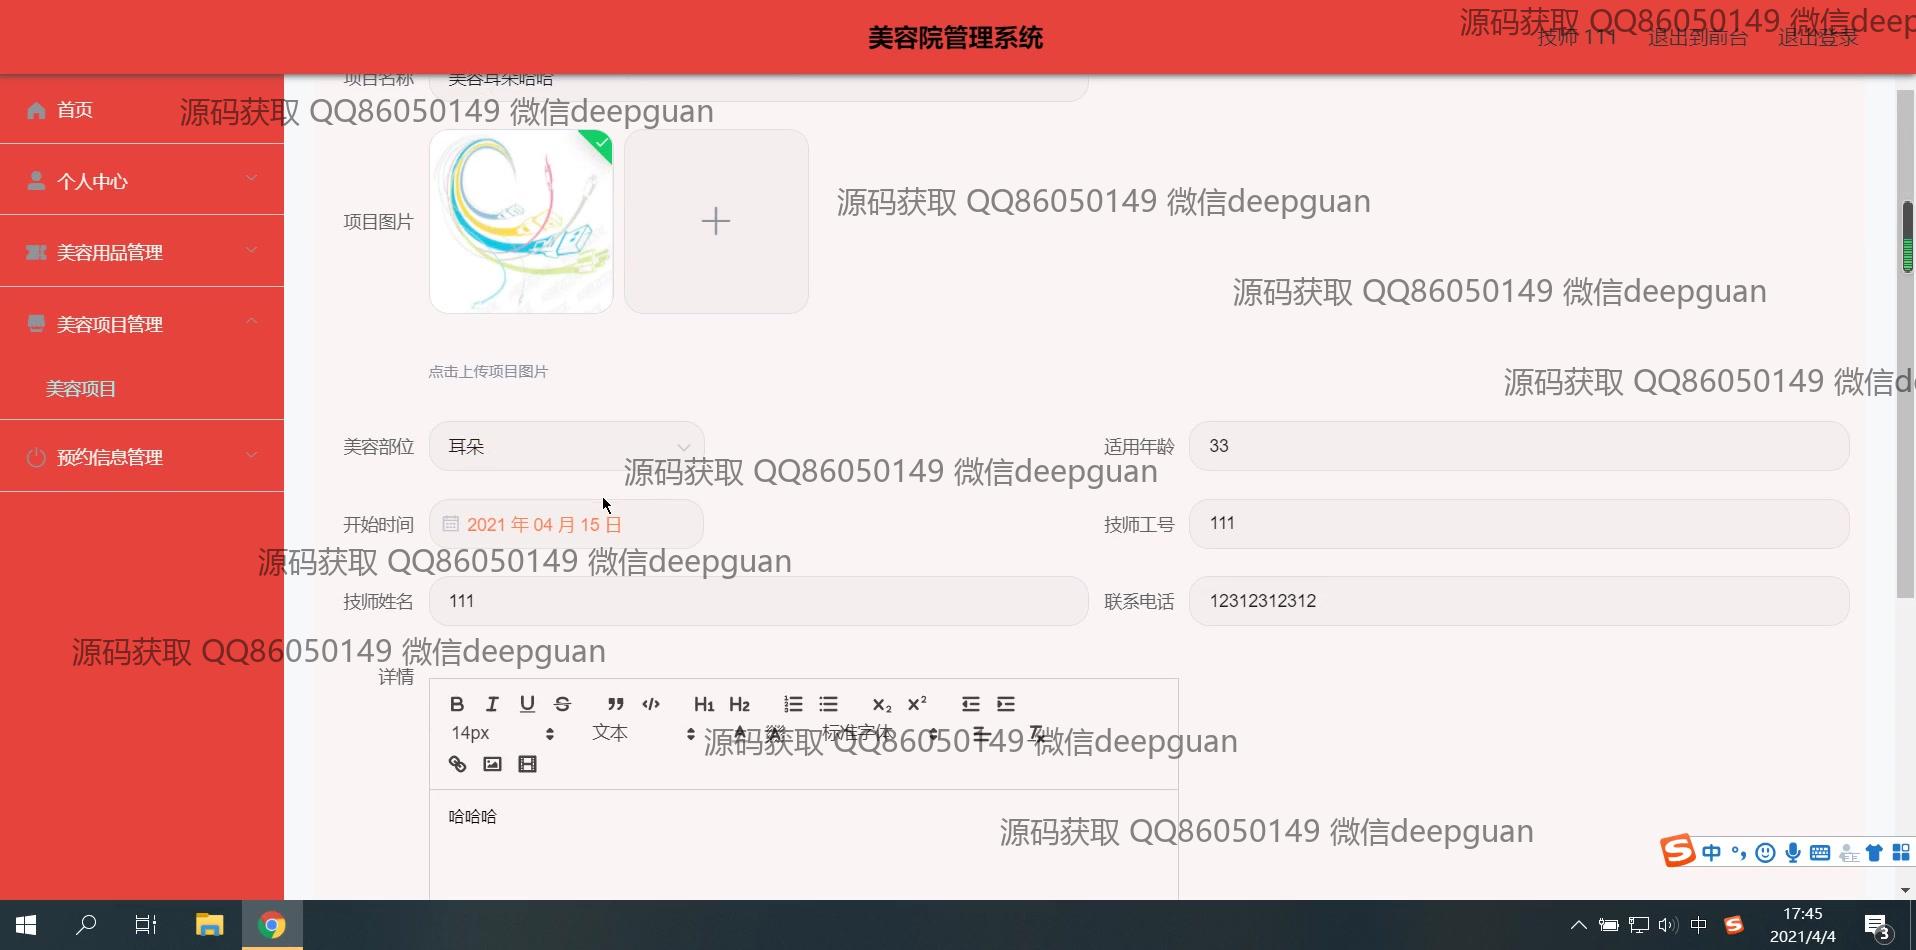 美容院管理系统
源码获取 QQ86050149 微信deep
技师 111 退出到前台 退出登录
首页
个人中心
美容用品管理
美容项目管理
美容项目
预约信息管理
项目名称 美容耳朵哈哈
源码获取 QQ86050149 微信deepguan
项目图片
源码获取 QQ86050149 微信deepguan
源码获取 QQ86050149 微信deepguan
点击上传项目图片
源码获取 QQ86050149 微信d
美容部位 耳朵 适用年龄 33
源码获取 QQ86050149 微信deepguan
开始时间 2021 年 04 月 15 日 技师工号 111
源码获取 QQ86050149 微信deepguan
技师姓名 111 联系电话 12312312312
源码获取 QQ86050149 微信deepguan
详情
B I U S H1 H2 X₂ X²
14px 文本 标准字体
源码获取 QQ86050149 微信deepguan
哈哈哈
源码获取 QQ86050149 微信deepguan
中
中
17:45
2021/4/4
3